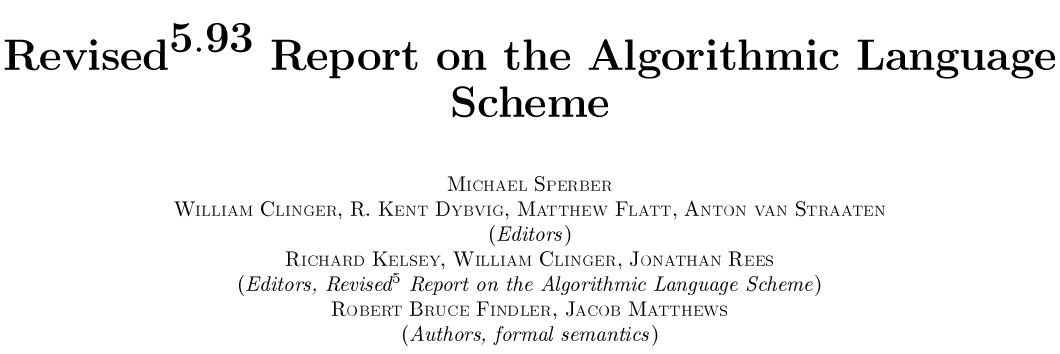 Revised5.93 Report on the Algorithmic Language
Scheme
Michael Sperber
William Clinger, R. Kent Dybvig, Matthew Flatt, Anton van Straaten
(Editors)
Richard Kelsey, William Clinger, Jonathan Rees
(Editors, Revised5 Report on the Algorithmic Language Scheme)
Robert Bruce Findler, Jacob Matthews
(Authors, formal semantics)